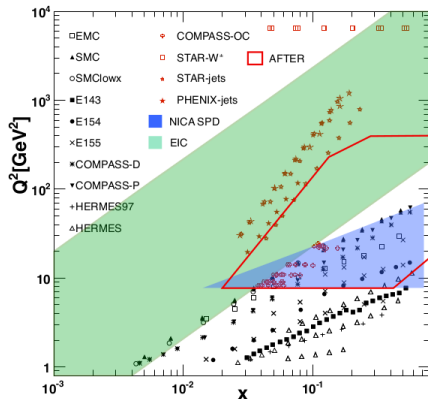 10⁴
10³
10²
10
1
Q²[GeV²]
EMC
SMC
SMClowx
E143
E154
E155
COMPASS-D
COMPASS-P
HERMES97
HERMES
COMPASS-OC
STAR-W⁺
STAR-jets
PHENIX-jets
NICA SPD
EIC
AFTER
10⁻³
10⁻²
10⁻¹
x